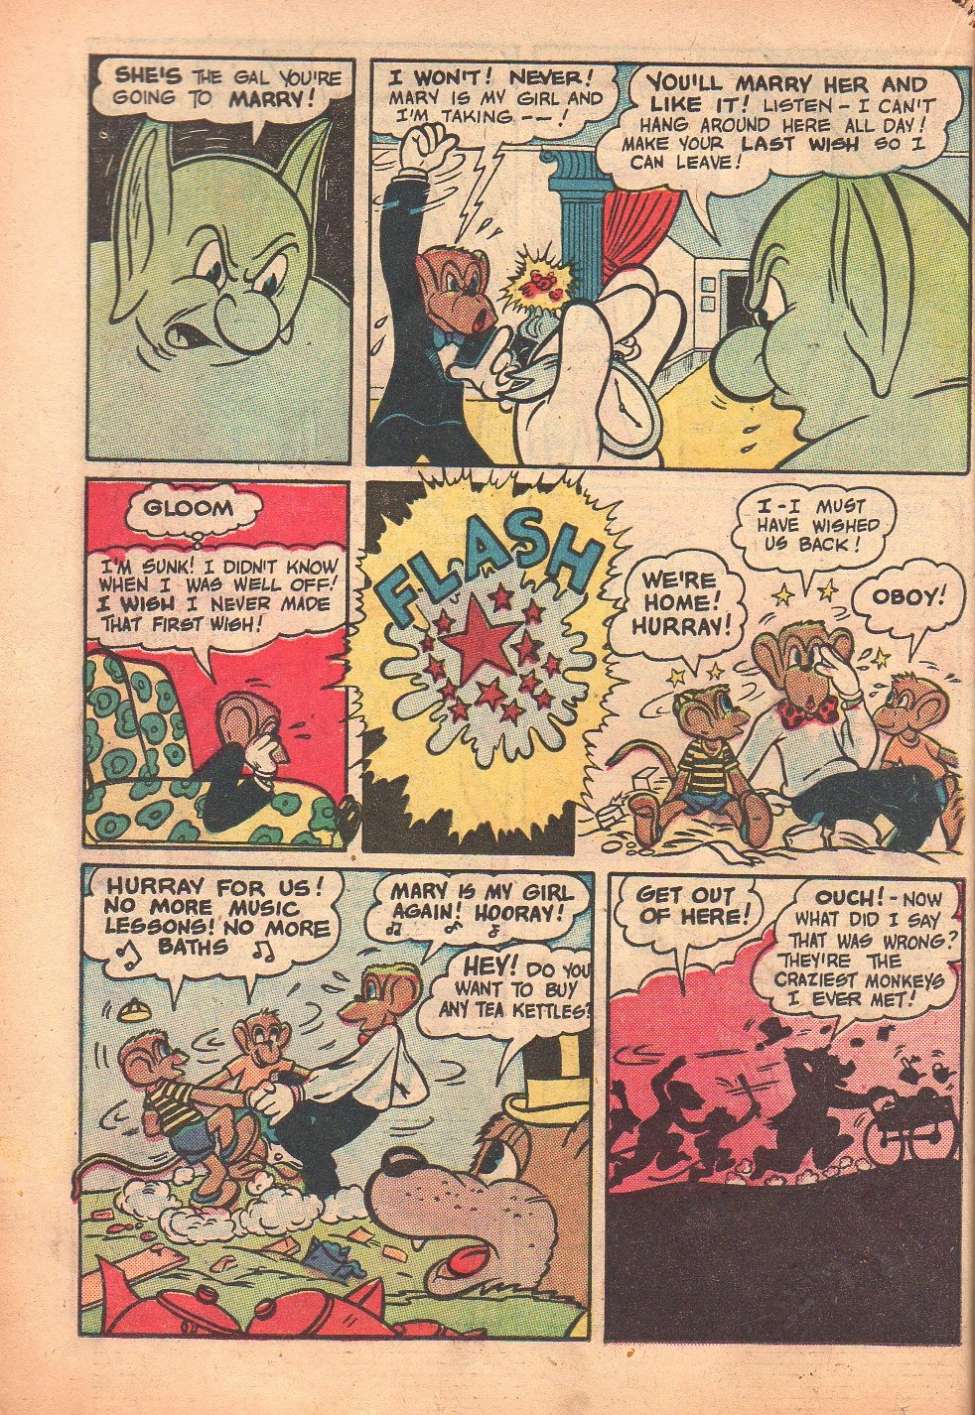 SHE'S THE GAL YOU'RE
GOING TO MARRY!
I WON'T! NEVER!
MARY IS MY GIRL AND
I'M TAKING --!
YOU'LL MARRY HER AND
LIKE IT! LISTEN - I CAN'T
HANG AROUND HERE ALL DAY!
MAKE YOUR LAST WISH SO I
CAN LEAVE!
GLOOM
I'M SUNK! I DIDN'T KNOW
WHEN I WAS WELL OFF!
I WISH I NEVER MADE
THAT FIRST WISH!
FLASH
WE'RE
HOME!
HURRAY!
I-I MUST
HAVE WISHED
US BACK!
OBOY!
HURRAY FOR US!
NO MORE MUSIC
LESSONS! NO MORE
BATHS
MARY IS MY GIRL
AGAIN! HOORAY!
HEY! DO YOU
WANT TO BUY
ANY TEA KETTLES?
GET OUT
OF HERE!
OUCH! - NOW
WHAT DID I SAY
THAT WAS WRONG?
THEY'RE THE
CRAZIEST MONKEYS
I EVER MET!